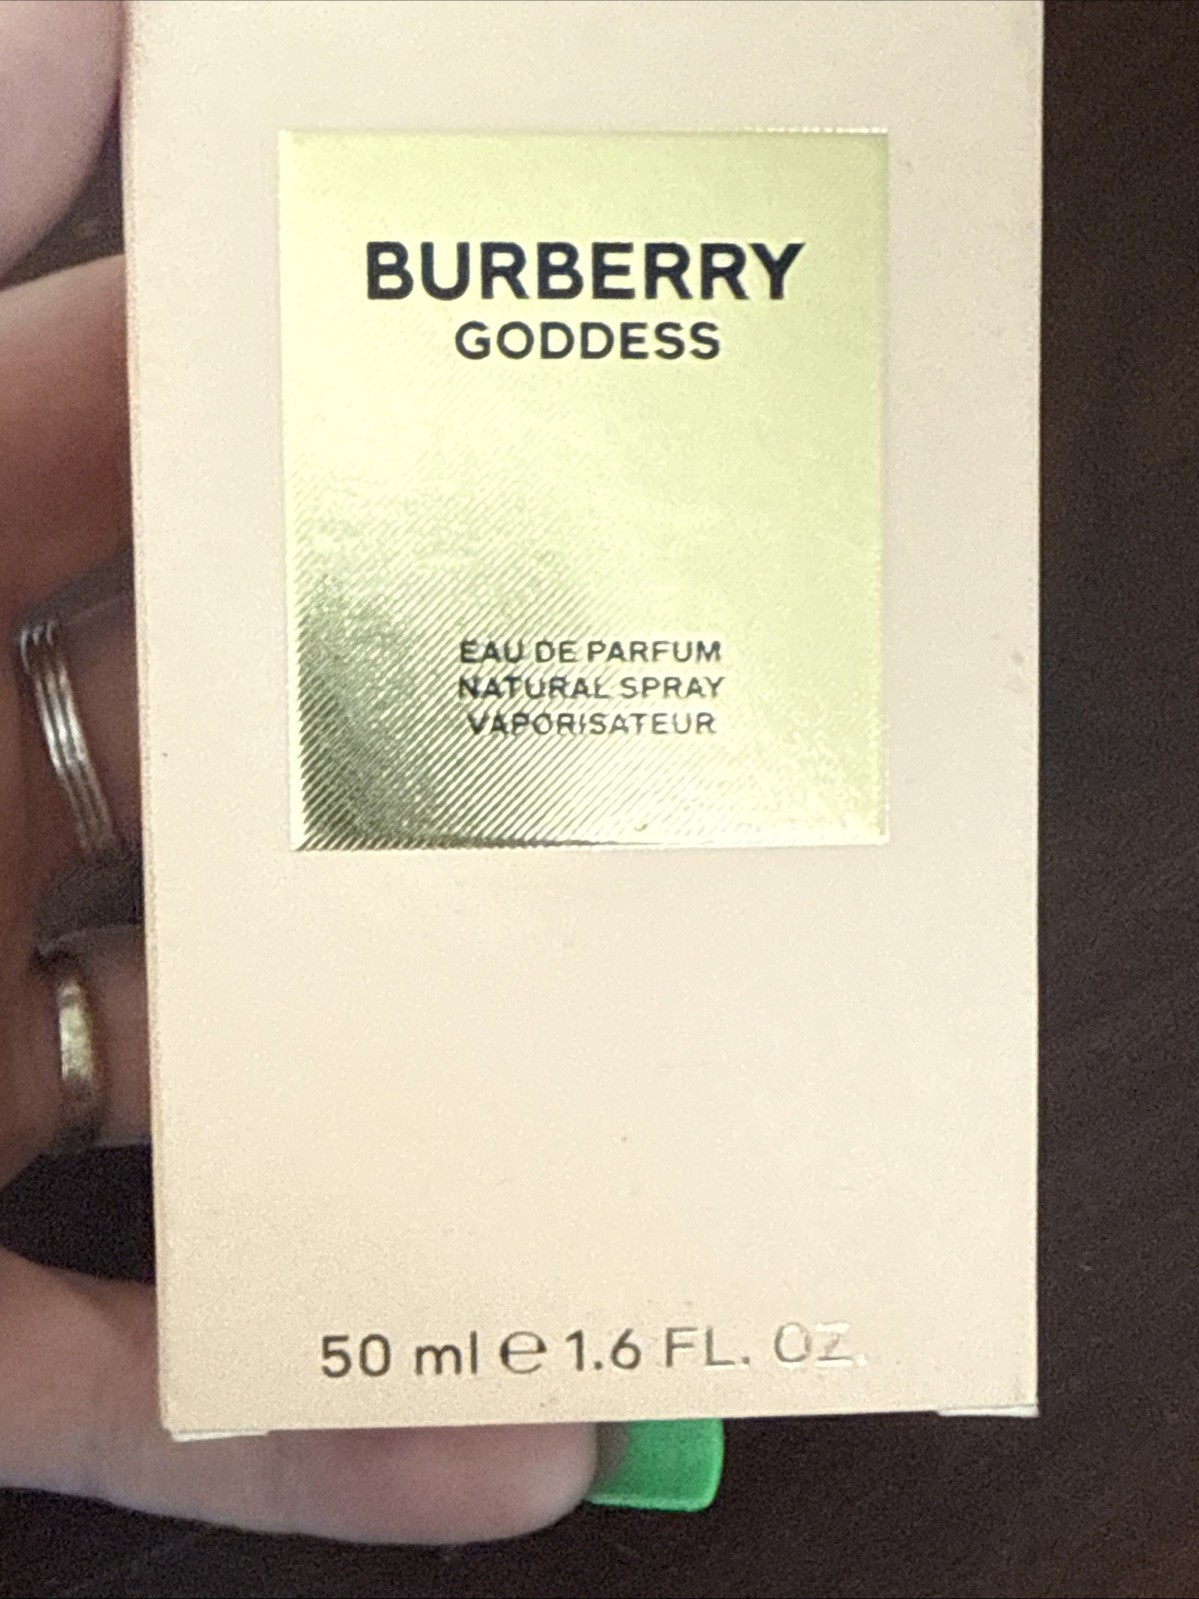 BURBERRY
GODDESS
EAU DE PARFUM
NATURAL SPRAY
VAPORISATEUR
50 ml ℮ 1.6 FL. OZ.